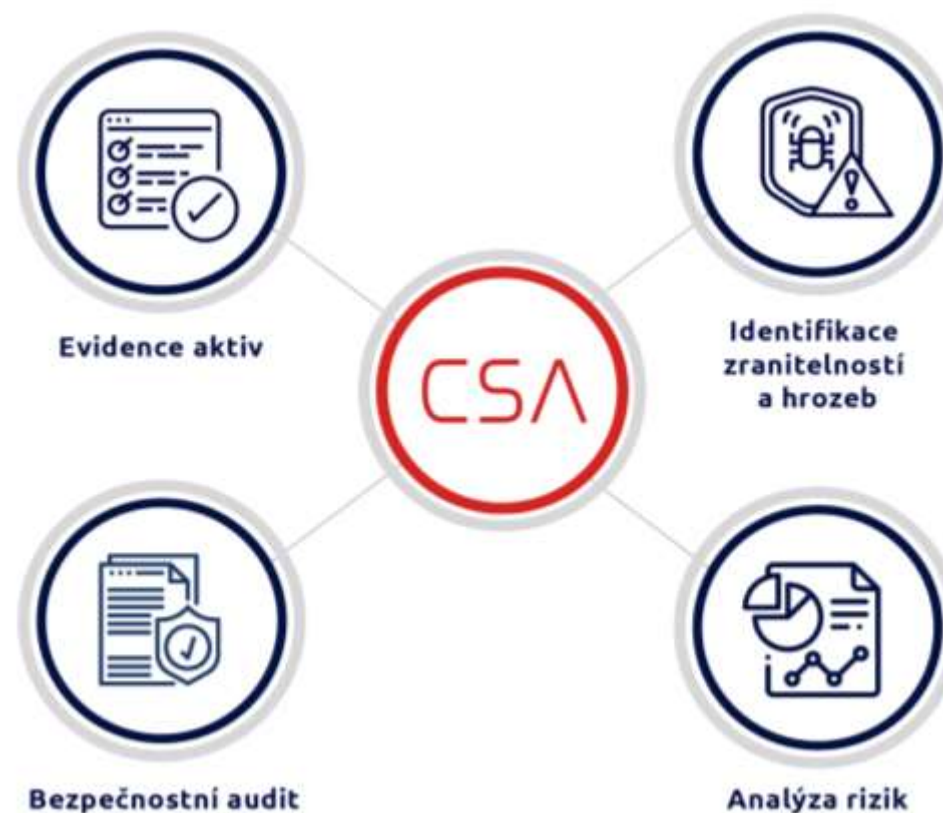 Evidence aktiv
Identifikace
zranitelností
a hrozeb
CSA
Bezpečnostní audit
Analýza rizik